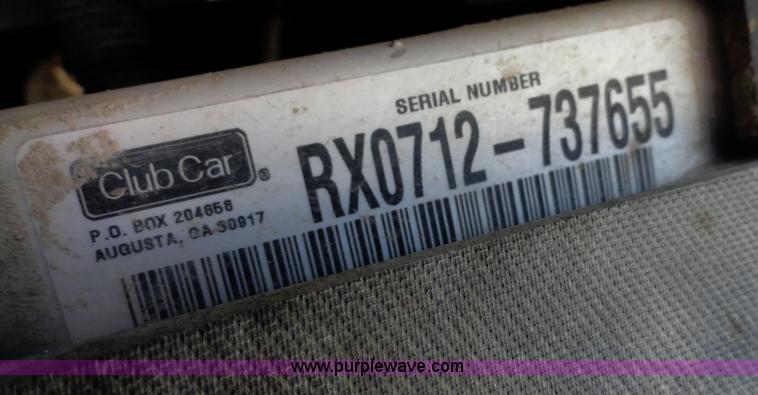 SERIAL NUMBER
RX0712-737655
Club Car®
P.O. BOX 204658
AUGUSTA, GA 30917
www.purplewave.com